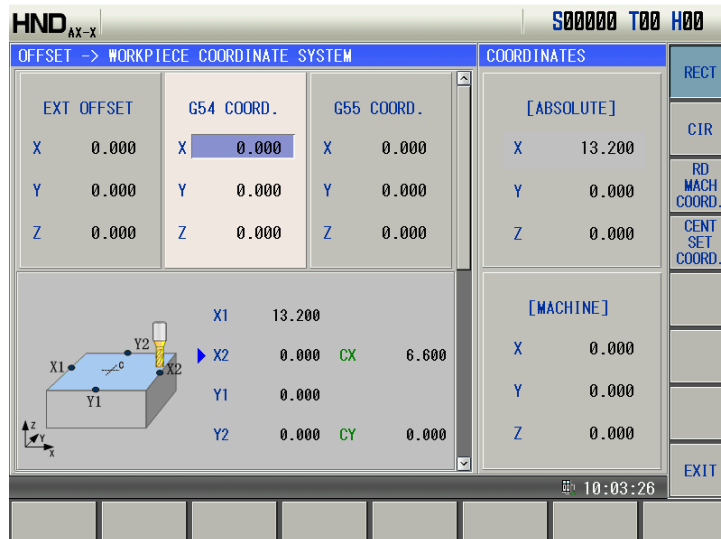 HND AX-X S00000 T00 H00
OFFSET -> WORKPIECE COORDINATE SYSTEM
COORDINATES
EXT OFFSET G54 COORD. G55 COORD.
X 0.000 X 0.000 X 0.000
Y 0.000 Y 0.000 Y 0.000
Z 0.000 Z 0.000 Z 0.000
[ABSOLUTE]
X 13.200
Y 0.000
Z 0.000
X1 13.200
X2 0.000 CX 6.600
Y1 0.000
Y2 0.000 CY 0.000
Y2
X1 C X2
Y1
Z
Y
X
[MACHINE]
X 0.000
Y 0.000
Z 0.000
10:03:26
RECT
CIR
RD
MACH
COORD.
CENT
SET
COORD.
EXIT